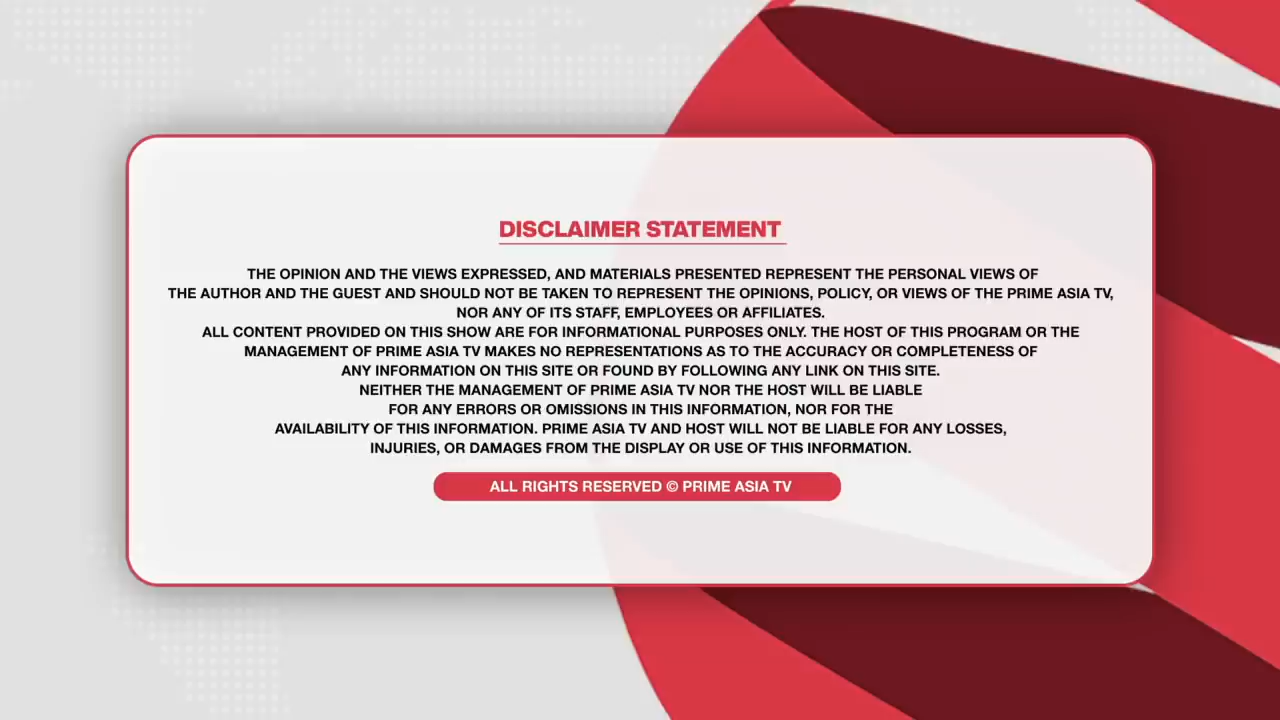 DISCLAIMER STATEMENT
THE OPINION AND THE VIEWS EXPRESSED, AND MATERIALS PRESENTED REPRESENT THE PERSONAL VIEWS OF
THE AUTHOR AND THE GUEST AND SHOULD NOT BE TAKEN TO REPRESENT THE OPINIONS, POLICY, OR VIEWS OF THE PRIME ASIA TV,
NOR ANY OF ITS STAFF, EMPLOYEES OR AFFILIATES.
ALL CONTENT PROVIDED ON THIS SHOW ARE FOR INFORMATIONAL PURPOSES ONLY. THE HOST OF THIS PROGRAM OR THE
MANAGEMENT OF PRIME ASIA TV MAKES NO REPRESENTATIONS AS TO THE ACCURACY OR COMPLETENESS OF
ANY INFORMATION ON THIS SITE OR FOUND BY FOLLOWING ANY LINK ON THIS SITE.
NEITHER THE MANAGEMENT OF PRIME ASIA TV NOR THE HOST WILL BE LIABLE
FOR ANY ERRORS OR OMISSIONS IN THIS INFORMATION, NOR FOR THE
AVAILABILITY OF THIS INFORMATION. PRIME ASIA TV AND HOST WILL NOT BE LIABLE FOR ANY LOSSES,
INJURIES, OR DAMAGES FROM THE DISPLAY OR USE OF THIS INFORMATION.
ALL RIGHTS RESERVED © PRIME ASIA TV